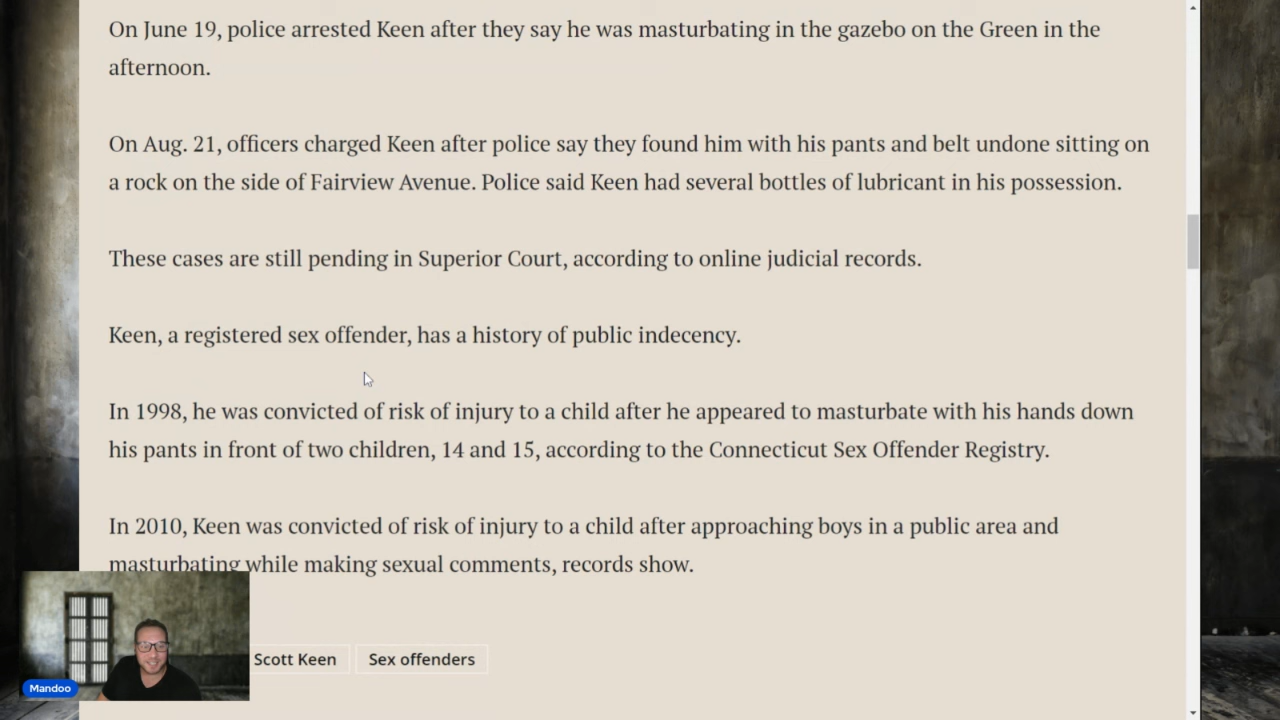 On June 19, police arrested Keen after they say he was masturbating in the gazebo on the Green in the
afternoon.
On Aug. 21, officers charged Keen after police say they found him with his pants and belt undone sitting on
a rock on the side of Fairview Avenue. Police said Keen had several bottles of lubricant in his possession.
These cases are still pending in Superior Court, according to online judicial records.
Keen, a registered sex offender, has a history of public indecency.
In 1998, he was convicted of risk of injury to a child after he appeared to masturbate with his hands down
his pants in front of two children, 14 and 15, according to the Connecticut Sex Offender Registry.
In 2010, Keen was convicted of risk of injury to a child after approaching boys in a public area and
masturbating while making sexual comments, records show.
Scott Keen
Sex offenders
Mandoo